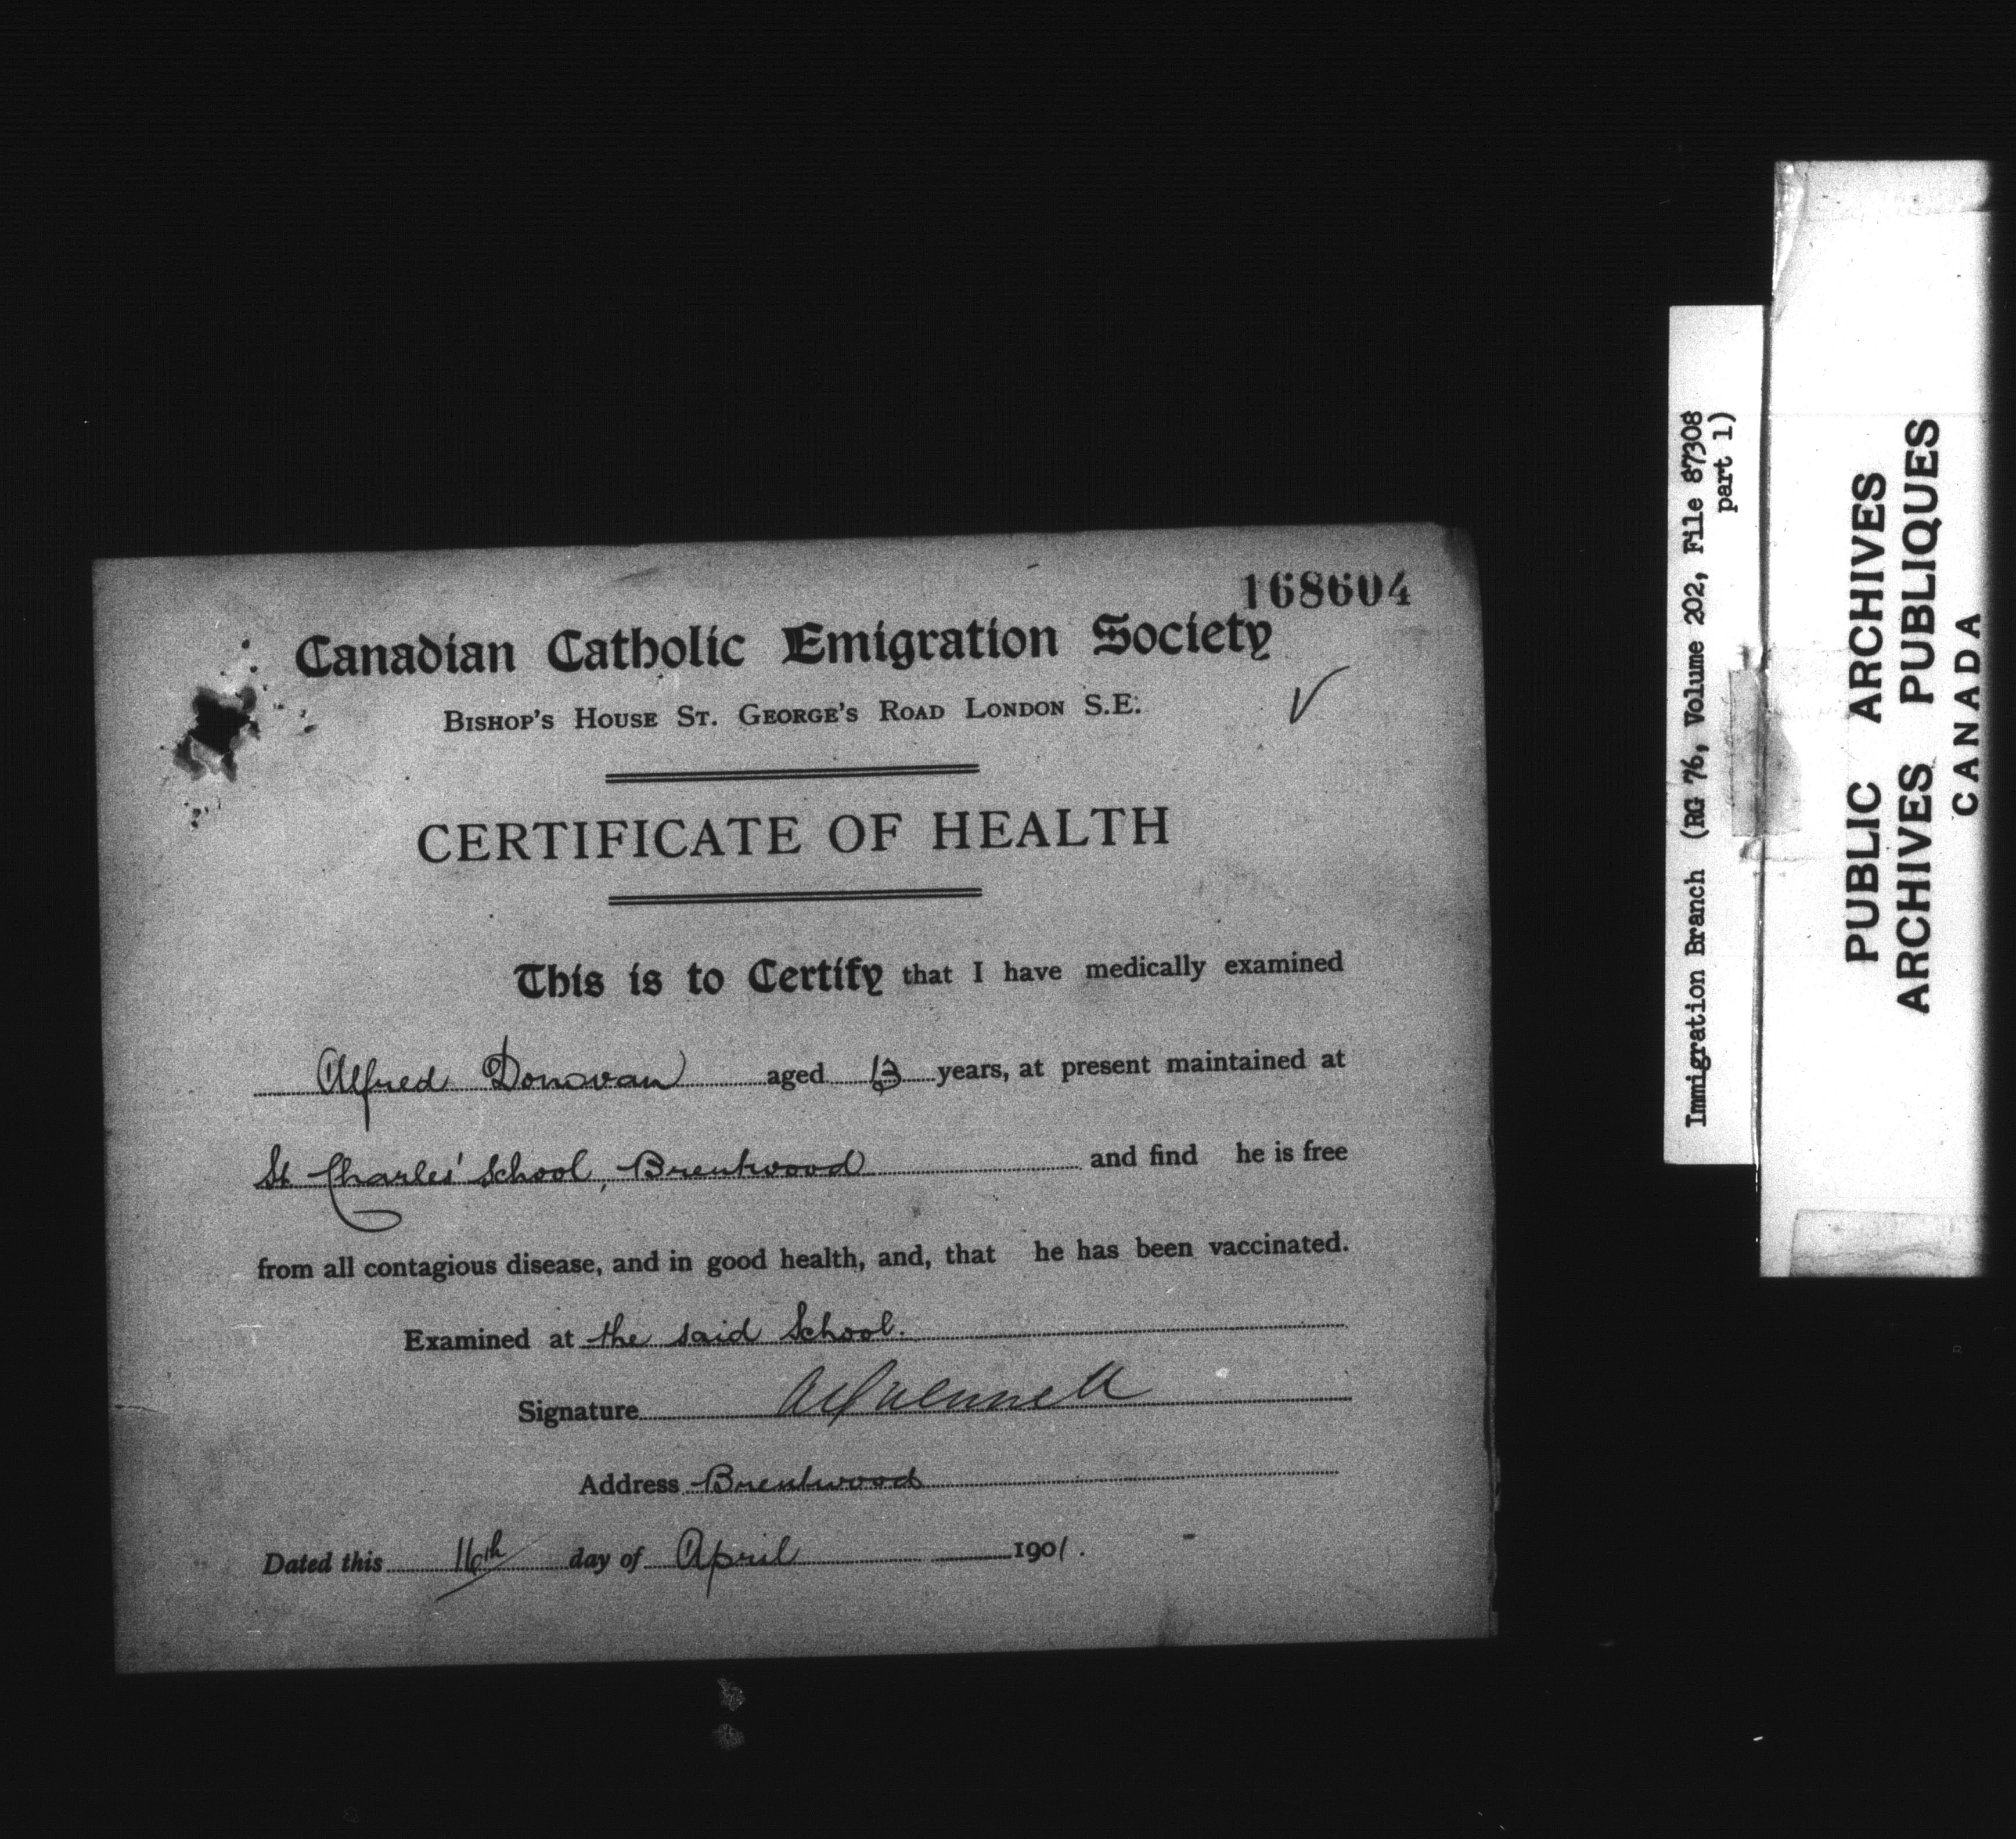 168604
Canadian Catholic Emigration Society
BISHOP'S HOUSE ST. GEORGE'S ROAD LONDON S.E.
CERTIFICATE OF HEALTH
This is to Certify that I have medically examined
Alfred Donovan aged 13 years, at present maintained at
St Charles' School, Brentwood and find he is free
from all contagious disease, and in good health, and, that he has been vaccinated.
Examined at the said School.
Signature
Address Brentwood
Dated this 16th day of April 1901.
Immigration Branch (RG 76, Volume 202, File 87308
part 1)
PUBLIC ARCHIVES
ARCHIVES PUBLIQUES
CANADA